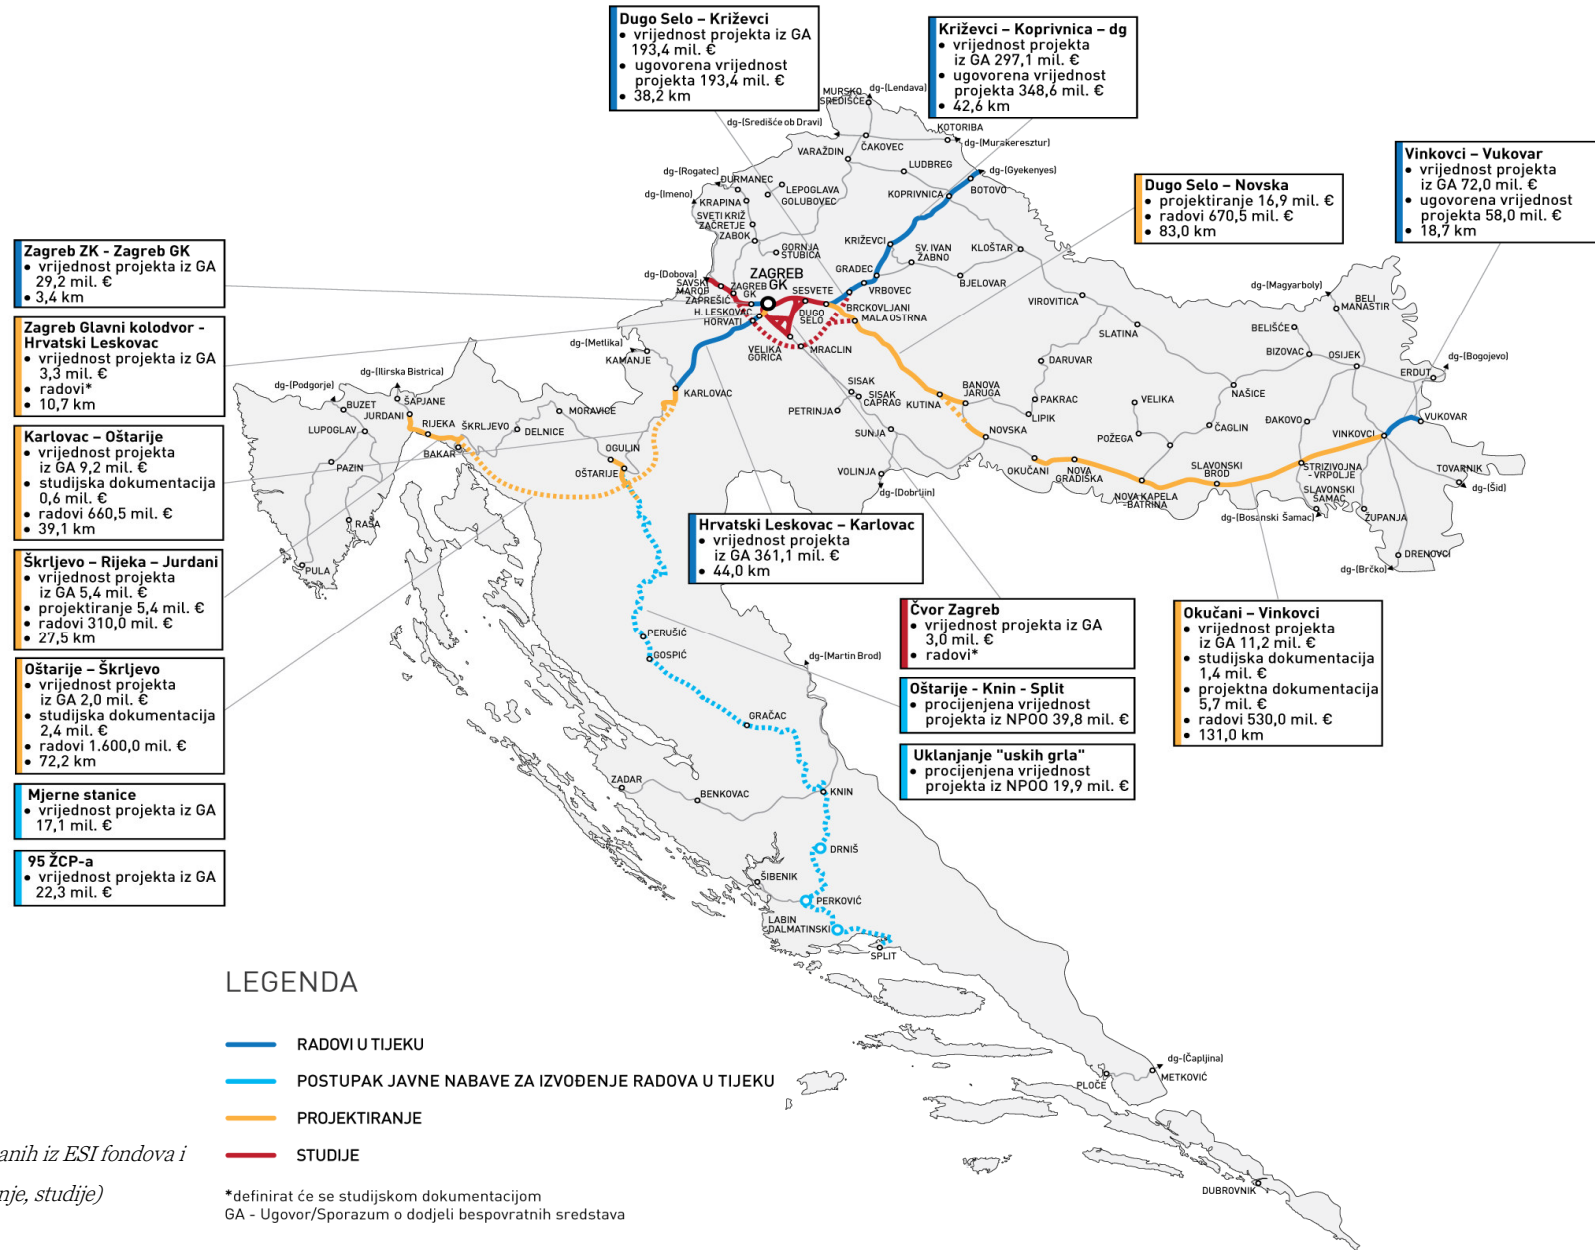 Dugo Selo – Križevci
• vrijednost projekta iz GA
193,4 mil. €
• ugovorena vrijednost
projekta 193,4 mil. €
• 38,2 km
Križevci – Koprivnica – dg
• vrijednost projekta
iz GA 297,1 mil. €
• ugovorena vrijednost
projekta 348,6 mil. €
• 42,6 km
Vinkovci – Vukovar
• vrijednost projekta
iz GA 72,0 mil. €
• ugovorena vrijednost
projekta 58,0 mil. €
• 18,7 km
Dugo Selo – Novska
• projektiranje 16,9 mil. €
• radovi 670,5 mil. €
• 83,0 km
Zagreb ZK - Zagreb GK
• vrijednost projekta iz GA
29,2 mil. €
• 3,4 km
Zagreb Glavni kolodvor -
Hrvatski Leskovac
• vrijednost projekta iz GA
3,3 mil. €
• radovi*
• 10,7 km
Karlovac – Oštarije
• vrijednost projekta
iz GA 9,2 mil. €
• studijska dokumentacija
0,6 mil. €
• radovi 660,5 mil. €
• 39,1 km
Škrljevo – Rijeka – Jurdani
• vrijednost projekta
iz GA 5,4 mil. €
• projektiranje 5,4 mil. €
• radovi 310,0 mil. €
• 27,5 km
Oštarije – Škrljevo
• vrijednost projekta
iz GA 2,0 mil. €
• studijska dokumentacija
2,4 mil. €
• radovi 1.600,0 mil. €
• 72,2 km
Mjerne stanice
• vrijednost projekta iz GA
17,1 mil. €
95 ŽCP-a
• vrijednost projekta iz GA
22,3 mil. €
Hrvatski Leskovac – Karlovac
• vrijednost projekta
iz GA 361,1 mil. €
• 44,0 km
Čvor Zagreb
• vrijednost projekta iz GA
3,0 mil. €
• radovi*
Oštarije - Knin - Split
• procijenjena vrijednost
projekta iz NPOO 39,8 mil. €
Uklanjanje "uskih grla"
• procijenjena vrijednost
projekta iz NPOO 19,9 mil. €
Okučani – Vinkovci
• vrijednost projekta
iz GA 11,2 mil. €
• studijska dokumentacija
1,4 mil. €
• projektna dokumentacija
5,7 mil. €
• radovi 530,0 mil. €
• 131,0 km
MURSKO
SREDIŠĆE
dg-(Lendava)
dg-(Središće ob Dravi)
KOTORIBA
dg-(Murakeresztur)
ČAKOVEC
VARAŽDIN
LUDBREG
dg-(Gyekenyes)
BOTOVO
KOPRIVNICA
dg-(Rogatec)
ĐURMANEC
dg-(Imeno)
KRAPINA
LEPOGLAVA
GOLUBOVEC
SVETI KRIŽ
ZAČRETJE
ZABOK
GORNJA
STUBICA
KRIŽEVCI
SV. IVAN
ŽABNO
KLOŠTAR
GRADEC
BJELOVAR
VRBOVEC
VIROVITICA
dg-(Dobova)
SAVSKI
MAROF
ZAPREŠIĆ
ZAGREB
GK
ZAGREB
GK
SESVETE
DUGO
SELO
BRCKOVLJANI
MALA OSTRNA
H. LESKOVAC
HORVATI
VELIKA
GORICA
MRACLIN
dg-(Metlika)
KAMANJE
KARLOVAC
SISAK
SISAK
CAPRAG
PETRINJA
SUNJA
VOLINJA
dg-(Dobrljin)
KUTINA
BANOVA
JARUGA
NOVSKA
LIPIK
PAKRAC
DARUVAR
SLATINA
dg-(Magyarboly)
BELI
MANASTIR
BELIŠĆE
BIZOVAC
OSIJEK
dg-(Bogojevo)
ERDUT
NAŠICE
VELIKA
POŽEGA
ČAGLIN
ĐAKOVO
VINKOVCI
VUKOVAR
OKUČANI
NOVA
GRADIŠKA
NOVA KAPELA
-BATRINA
SLAVONSKI
BROD
STRIZIVOJNA
- VRPOLJE
SLAVONSKI
ŠAMAC
dg-(Bosanski Šamac)
ŽUPANJA
TOVARNIK
dg-(Šid)
DRENOVCI
dg-(Brčko)
dg-(Ilirska Bistrica)
dg-(Podgorje)
BUZET
ŠAPJANE
JURDANI
LUPOGLAV
RIJEKA
ŠKRLJEVO
BAKAR
DELNICE
MORAVICE
OGULIN
OŠTARIJE
PAZIN
RAŠA
PULA
PERUŠIĆ
GOSPIĆ
dg-(Martin Brod)
GRAČAC
ZADAR
BENKOVAC
KNIN
DRNIŠ
ŠIBENIK
PERKOVIĆ
LABIN
DALMATINSKI
SPLIT
dg-(Čapljina)
METKOVIĆ
PLOČE
DUBROVNIK
LEGENDA
RADOVI U TIJEKU
POSTUPAK JAVNE NABAVE ZA IZVOĐENJE RADOVA U TIJEKU
PROJEKTIRANJE
STUDIJE
*definirat će se studijskom dokumentacijom
GA - Ugovor/Sporazum o dodjeli bespovratnih sredstava
anih iz ESI fondova i
nje, studije)